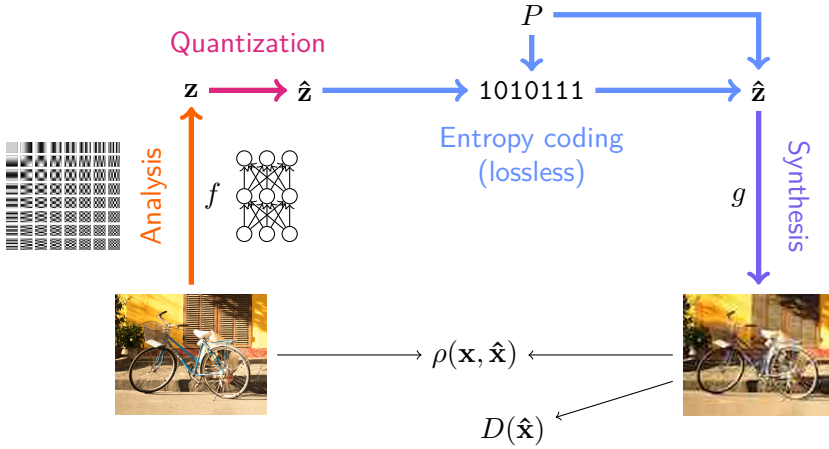 P
Quantization
z
ẑ
1010111
ẑ
Entropy coding
(lossless)
Analysis
f
g
Synthesis
ρ(x, x̂)
D(x̂)